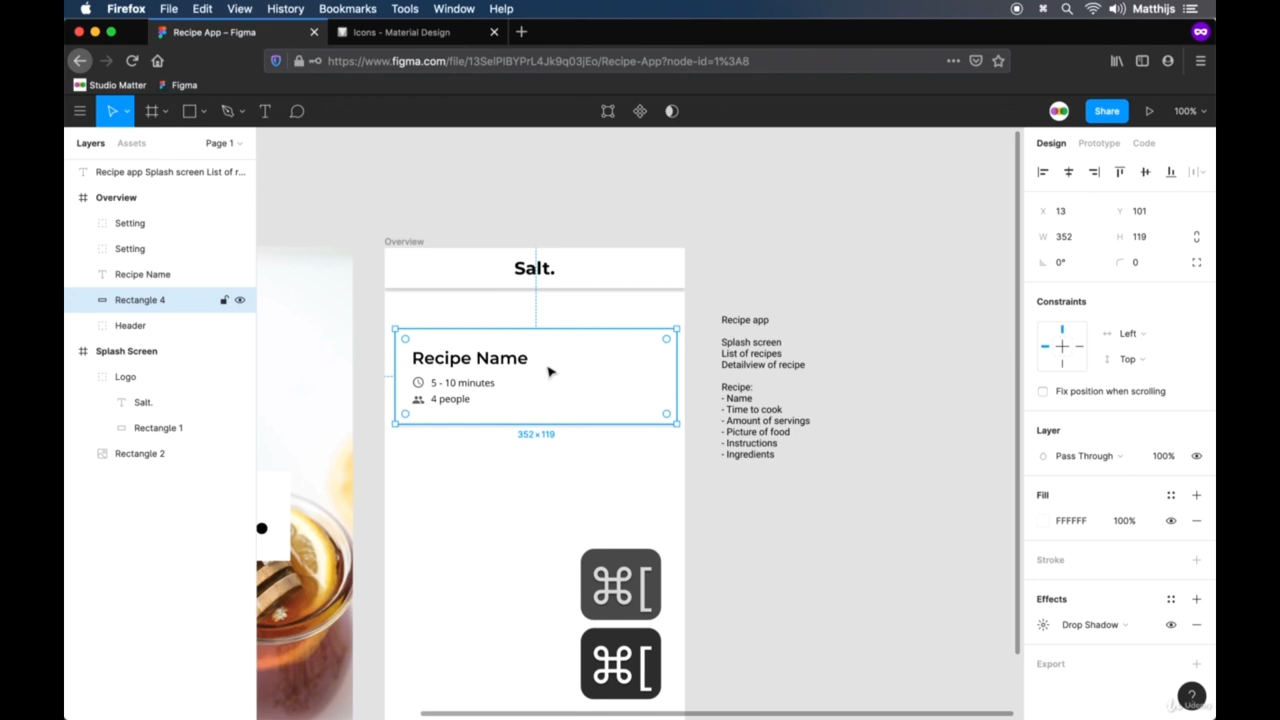 Firefox File Edit View History Bookmarks Tools Window Help Matthijs
Recipe App – Figma
Icons - Material Design
https://www.figma.com/file/13SelPIBYPrL4Jk9q03jEo/Recipe-App?node-id=1%3A8
Studio Matter
Figma
Share
100%
Layers Assets Page 1
Recipe app Splash screen List of r...
Overview
Setting
Setting
Recipe Name
Rectangle 4
Header
Splash Screen
Logo
Salt.
Rectangle 1
Rectangle 2
Overview
Salt.
Recipe Name
5 - 10 minutes
4 people
352 × 119
⌘[
⌘[
Recipe app
Splash screen
List of recipes
Detailview of recipe
Recipe:
- Name
- Time to cook
- Amount of servings
- Picture of food
- Instructions
- Ingredients
Design Prototype Code
X 13 Y 101
W 352 H 119
0° 0
Constraints
Left
Top
Fix position when scrolling
Layer
Pass Through 100%
Fill
FFFFFF 100%
Stroke
Effects
Drop Shadow
Export
?
Udemy